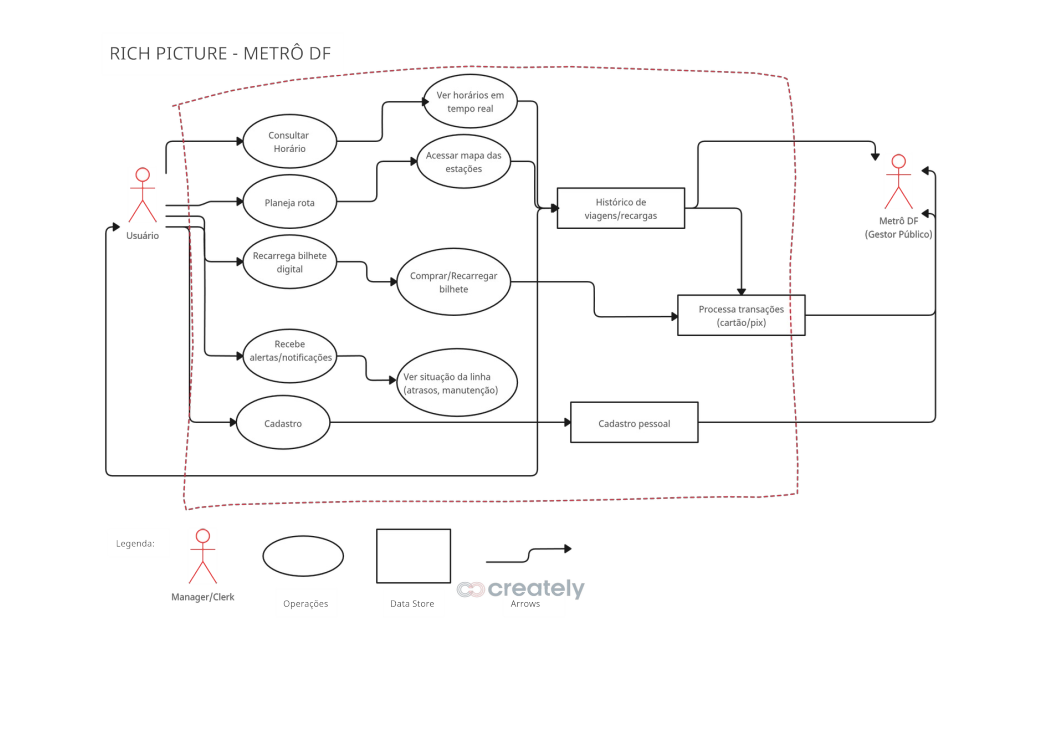 RICH PICTURE - METRÔ DF
Ver horários em
tempo real
Consultar
Horário
Acessar mapa das
estações
Planeja rota
Histórico de
viagens/recargas
Usuário
Metrô DF
(Gestor Público)
Recarrega bilhete
digital
Comprar/Recarregar
bilhete
Processa transações
(cartão/pix)
Recebe
alertas/notificações
Ver situação da linha
(atrasos, manutenção)
Cadastro
Cadastro pessoal
Legenda:
Manager/Clerk
Operações
Data Store
Arrows
creately